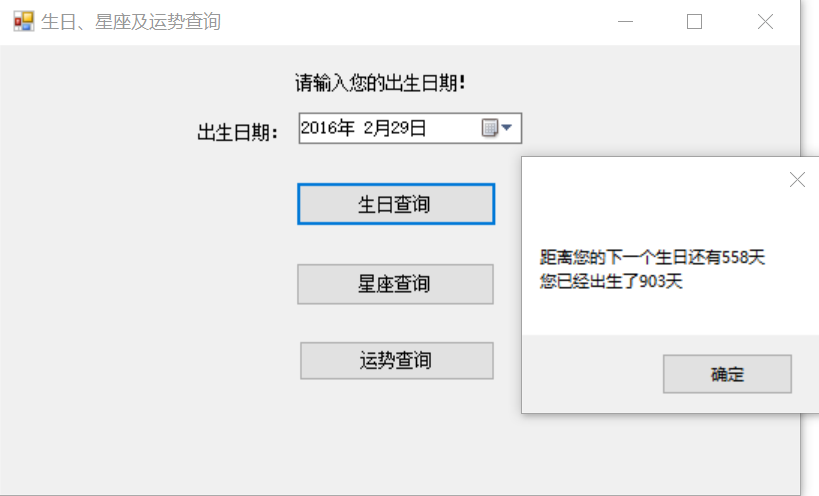 生日、星座及运势查询
请输入您的出生日期!
出生日期:
2016年 2月29日
生日查询
距离您的下一个生日还有558天
您已经出生了903天
星座查询
运势查询
确定